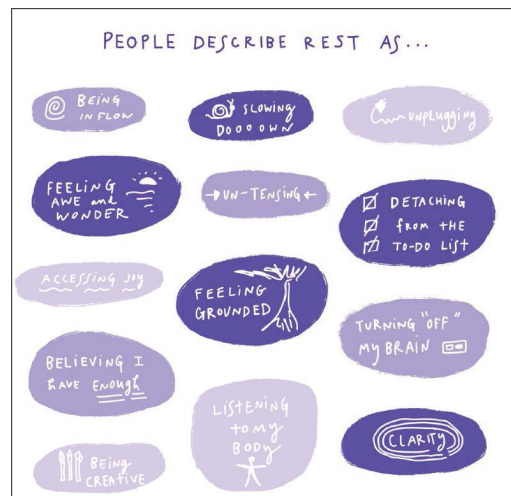 PEOPLE DESCRIBE REST AS...
BEING
IN FLOW
SLOWING
DOOOOWN
UNPLUGGING
FEELING
AWE and
WONDER
UN-TENSING
DETACHING
from THE
TO-DO LIST
ACCESSING JOY
FEELING
GROUNDED
TURNING "OFF"
MY BRAIN
BELIEVING I
have Enough
LISTENING
to my
BODY
CLARITY
BEING
CREATIVE